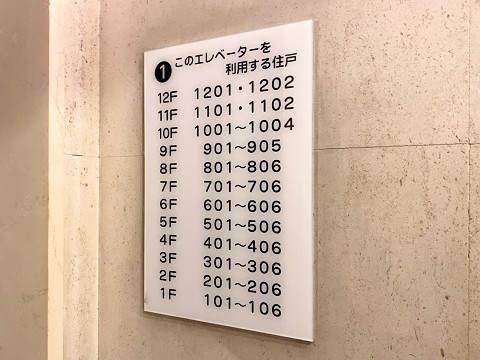 ❶ このエレベーターを
利用する住戸
12F 1201・1202
11F 1101・1102
10F 1001～1004
9F 901～905
8F 801～806
7F 701～706
6F 601～606
5F 501～506
4F 401～406
3F 301～306
2F 201～206
1F 101～106